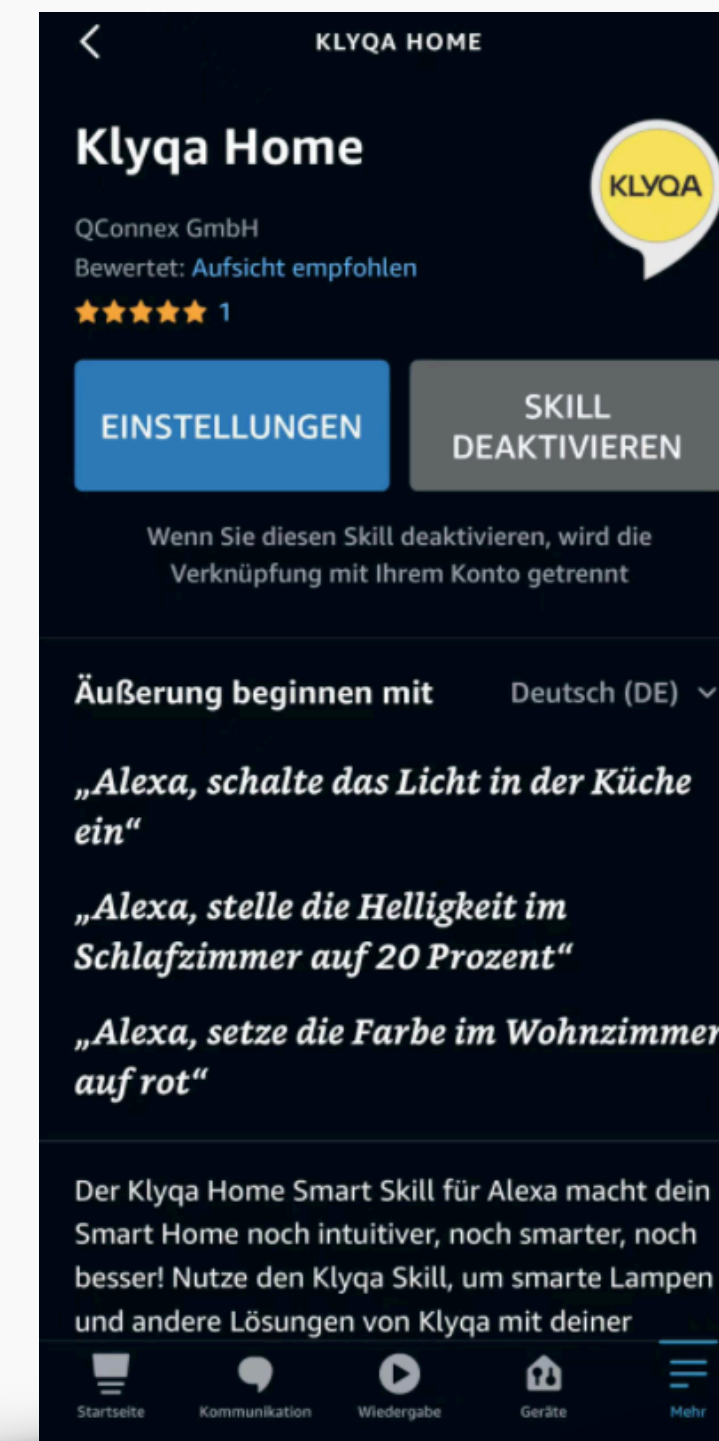 KLYQA HOME
Klyqa Home
KLYQA
QConnex GmbH
Bewertet: Aufsicht empfohlen
1
EINSTELLUNGEN
SKILL
DEAKTIVIEREN
Wenn Sie diesen Skill deaktivieren, wird die
Verknüpfung mit Ihrem Konto getrennt
Äußerung beginnen mit
Deutsch (DE)
„Alexa, schalte das Licht in der Küche
ein“
„Alexa, stelle die Helligkeit im
Schlafzimmer auf 20 Prozent“
„Alexa, setze die Farbe im Wohnzimmer
auf rot“
Der Klyqa Home Smart Skill für Alexa macht dein
Smart Home noch intuitiver, noch smarter, noch
besser! Nutze den Klyqa Skill, um smarte Lampen
und andere Lösungen von Klyqa mit deiner
Startseite
Kommunikation
Wiedergabe
Geräte
Mehr